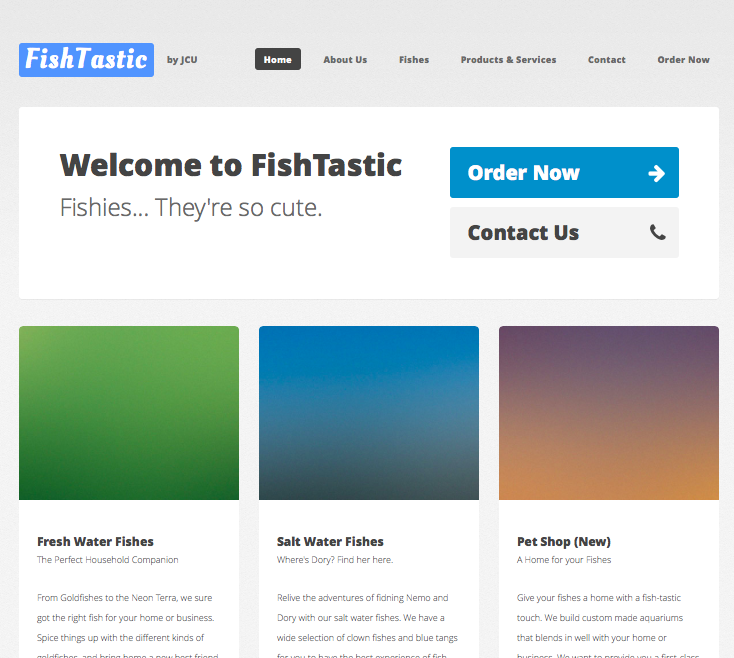 FishTastic by JCU
Home About Us Fishes Products & Services Contact Order Now
Welcome to FishTastic
Fishies... They're so cute.
Order Now
Contact Us
Fresh Water Fishes
The Perfect Household Companion
From Goldfishes to the Neon Terra, we sure
got the right fish for your home or business.
Spice things up with the different kinds of
goldfishes, and bring home a new best friend
Salt Water Fishes
Where's Dory? Find her here.
Relive the adventures of fidning Nemo and
Dory with our salt water fishes. We have a
wide selection of clown fishes and blue tangs
for you to have the best experience of fish
Pet Shop (New)
A Home for your Fishes
Give your fishes a home with a fish-tastic
touch. We build custom made aquariums
that blends in well with your home or
business. We want to provide you a first-class